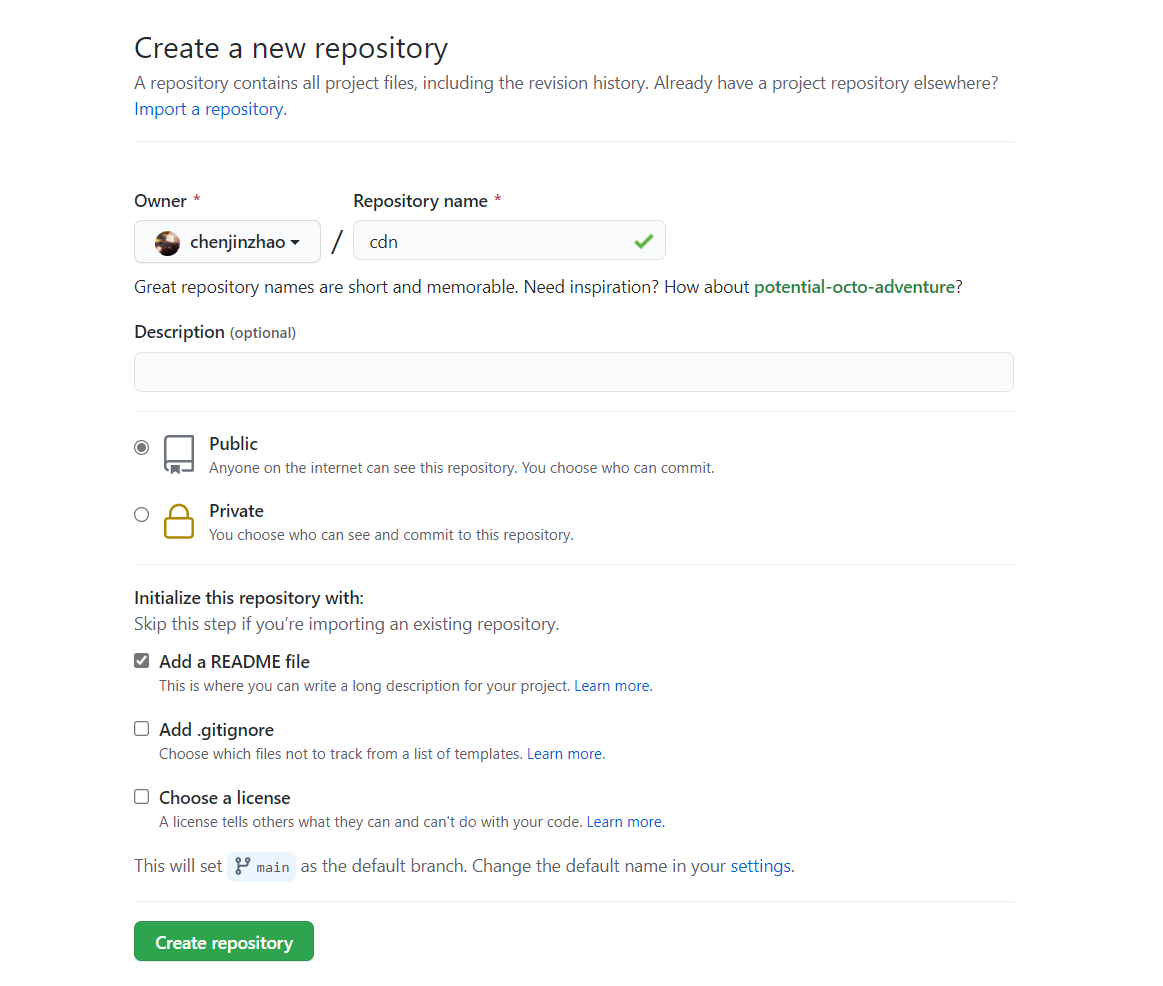 Create a new repository
A repository contains all project files, including the revision history. Already have a project repository elsewhere?
Import a repository.
Owner * Repository name *
chenjinzhao / cdn
Great repository names are short and memorable. Need inspiration? How about potential-octo-adventure?
Description (optional)
Public
Anyone on the internet can see this repository. You choose who can commit.
Private
You choose who can see and commit to this repository.
Initialize this repository with:
Skip this step if you’re importing an existing repository.
Add a README file
This is where you can write a long description for your project. Learn more.
Add .gitignore
Choose which files not to track from a list of templates. Learn more.
Choose a license
A license tells others what they can and can't do with your code. Learn more.
This will set main as the default branch. Change the default name in your settings.
Create repository